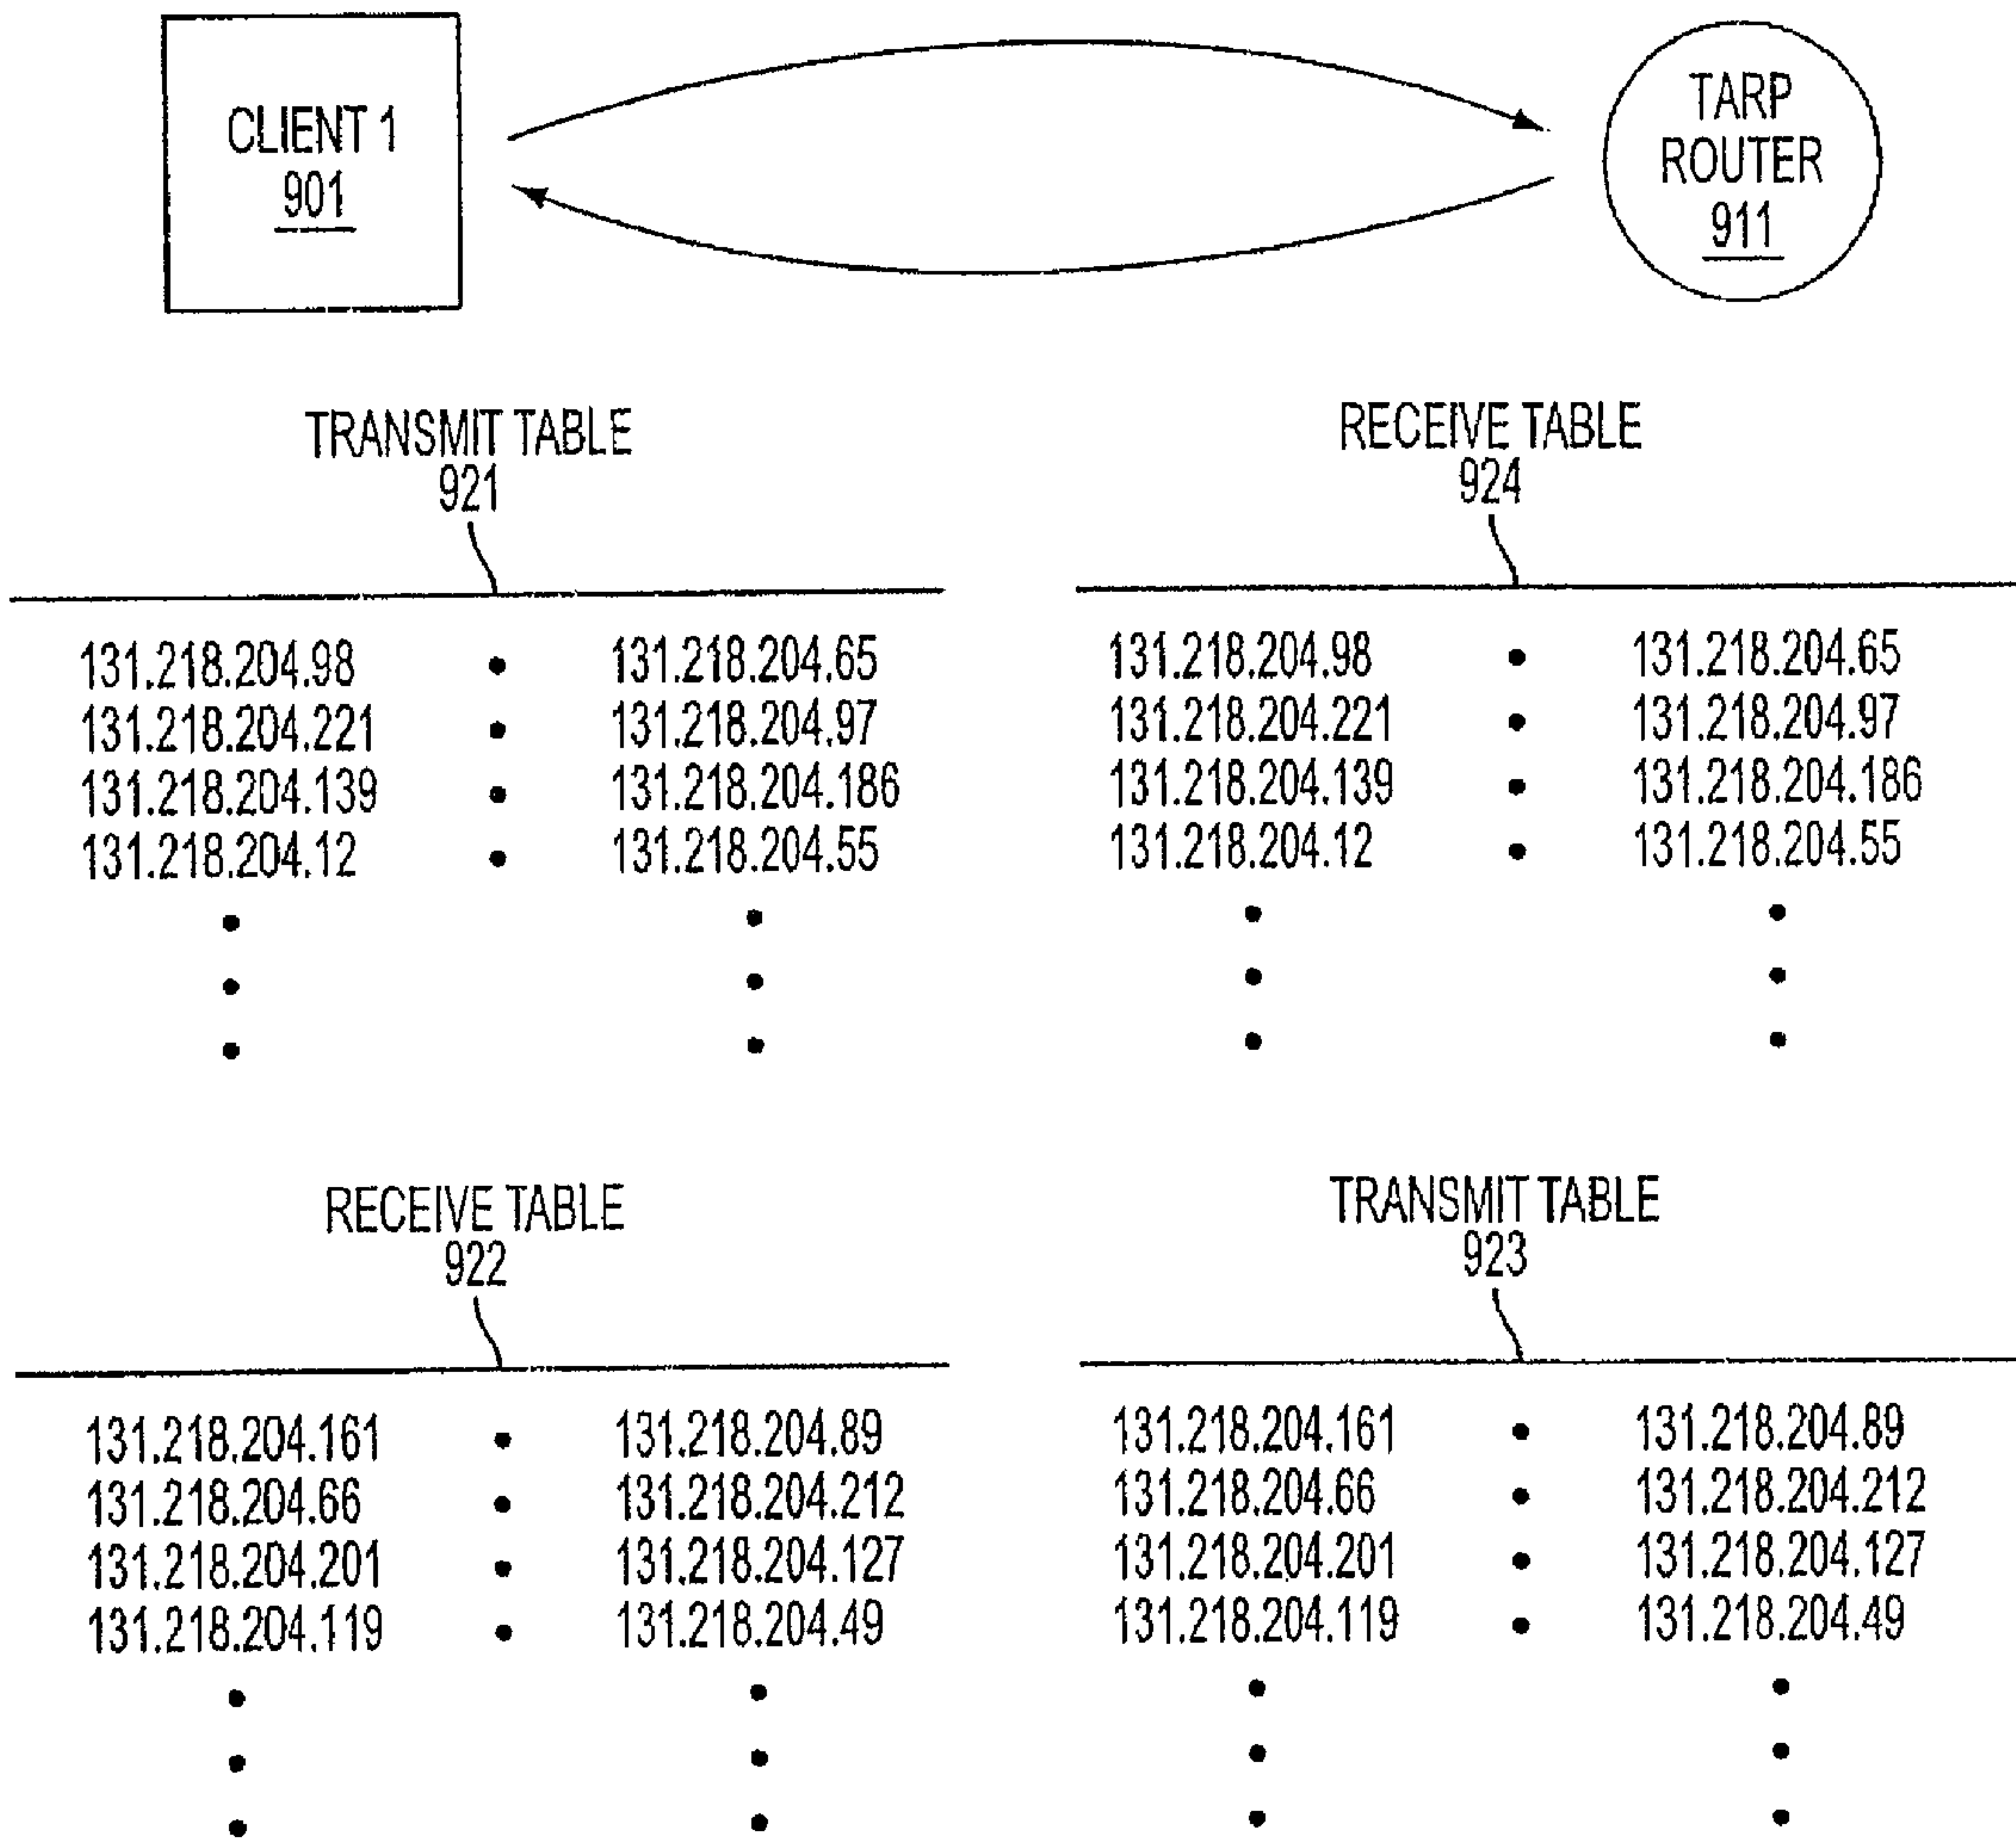 CLIENT 1
901
TARP
ROUTER
911
TRANSMIT TABLE
921
131.218.204.98 • 131.218.204.65
131.218.204.221 • 131.218.204.97
131.218.204.139 • 131.218.204.186
131.218.204.12 • 131.218.204.55
RECEIVE TABLE
924
131.218.204.98 • 131.218.204.65
131.218.204.221 • 131.218.204.97
131.218.204.139 • 131.218.204.186
131.218.204.12 • 131.218.204.55
RECEIVE TABLE
922
131.218.204.161 • 131.218.204.89
131.218.204.66 • 131.218.204.212
131.218.204.201 • 131.218.204.127
131.218.204.119 • 131.218.204.49
TRANSMIT TABLE
923
131.218.204.161 • 131.218.204.89
131.218.204.66 • 131.218.204.212
131.218.204.201 • 131.218.204.127
131.218.204.119 • 131.218.204.49